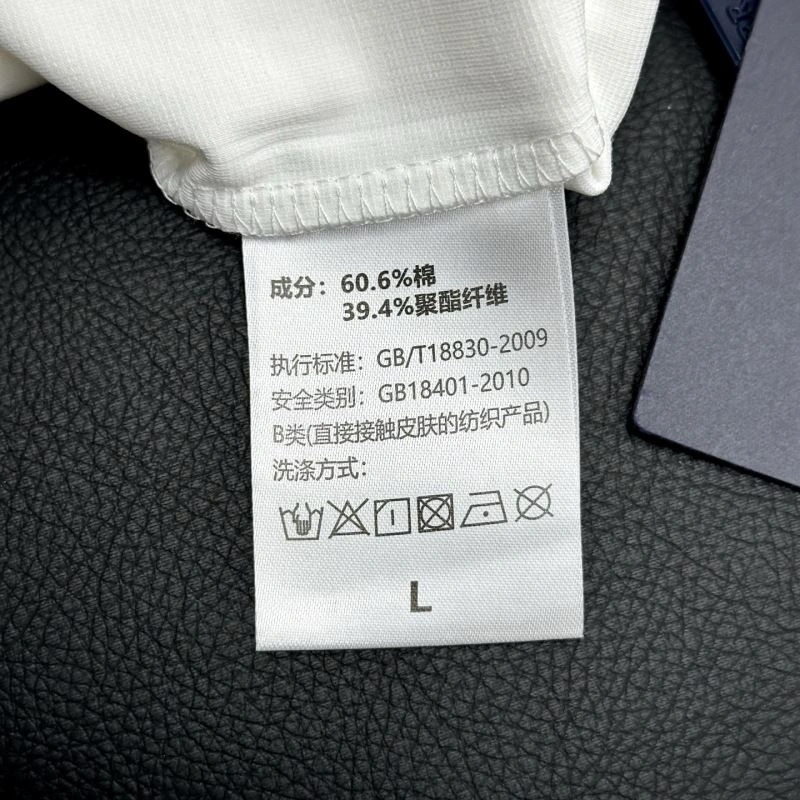 成分：60.6%棉
39.4%聚酯纤维
执行标准：GB/T18830-2009
安全类别：GB18401-2010
B类(直接接触皮肤的纺织产品)
洗涤方式：
L